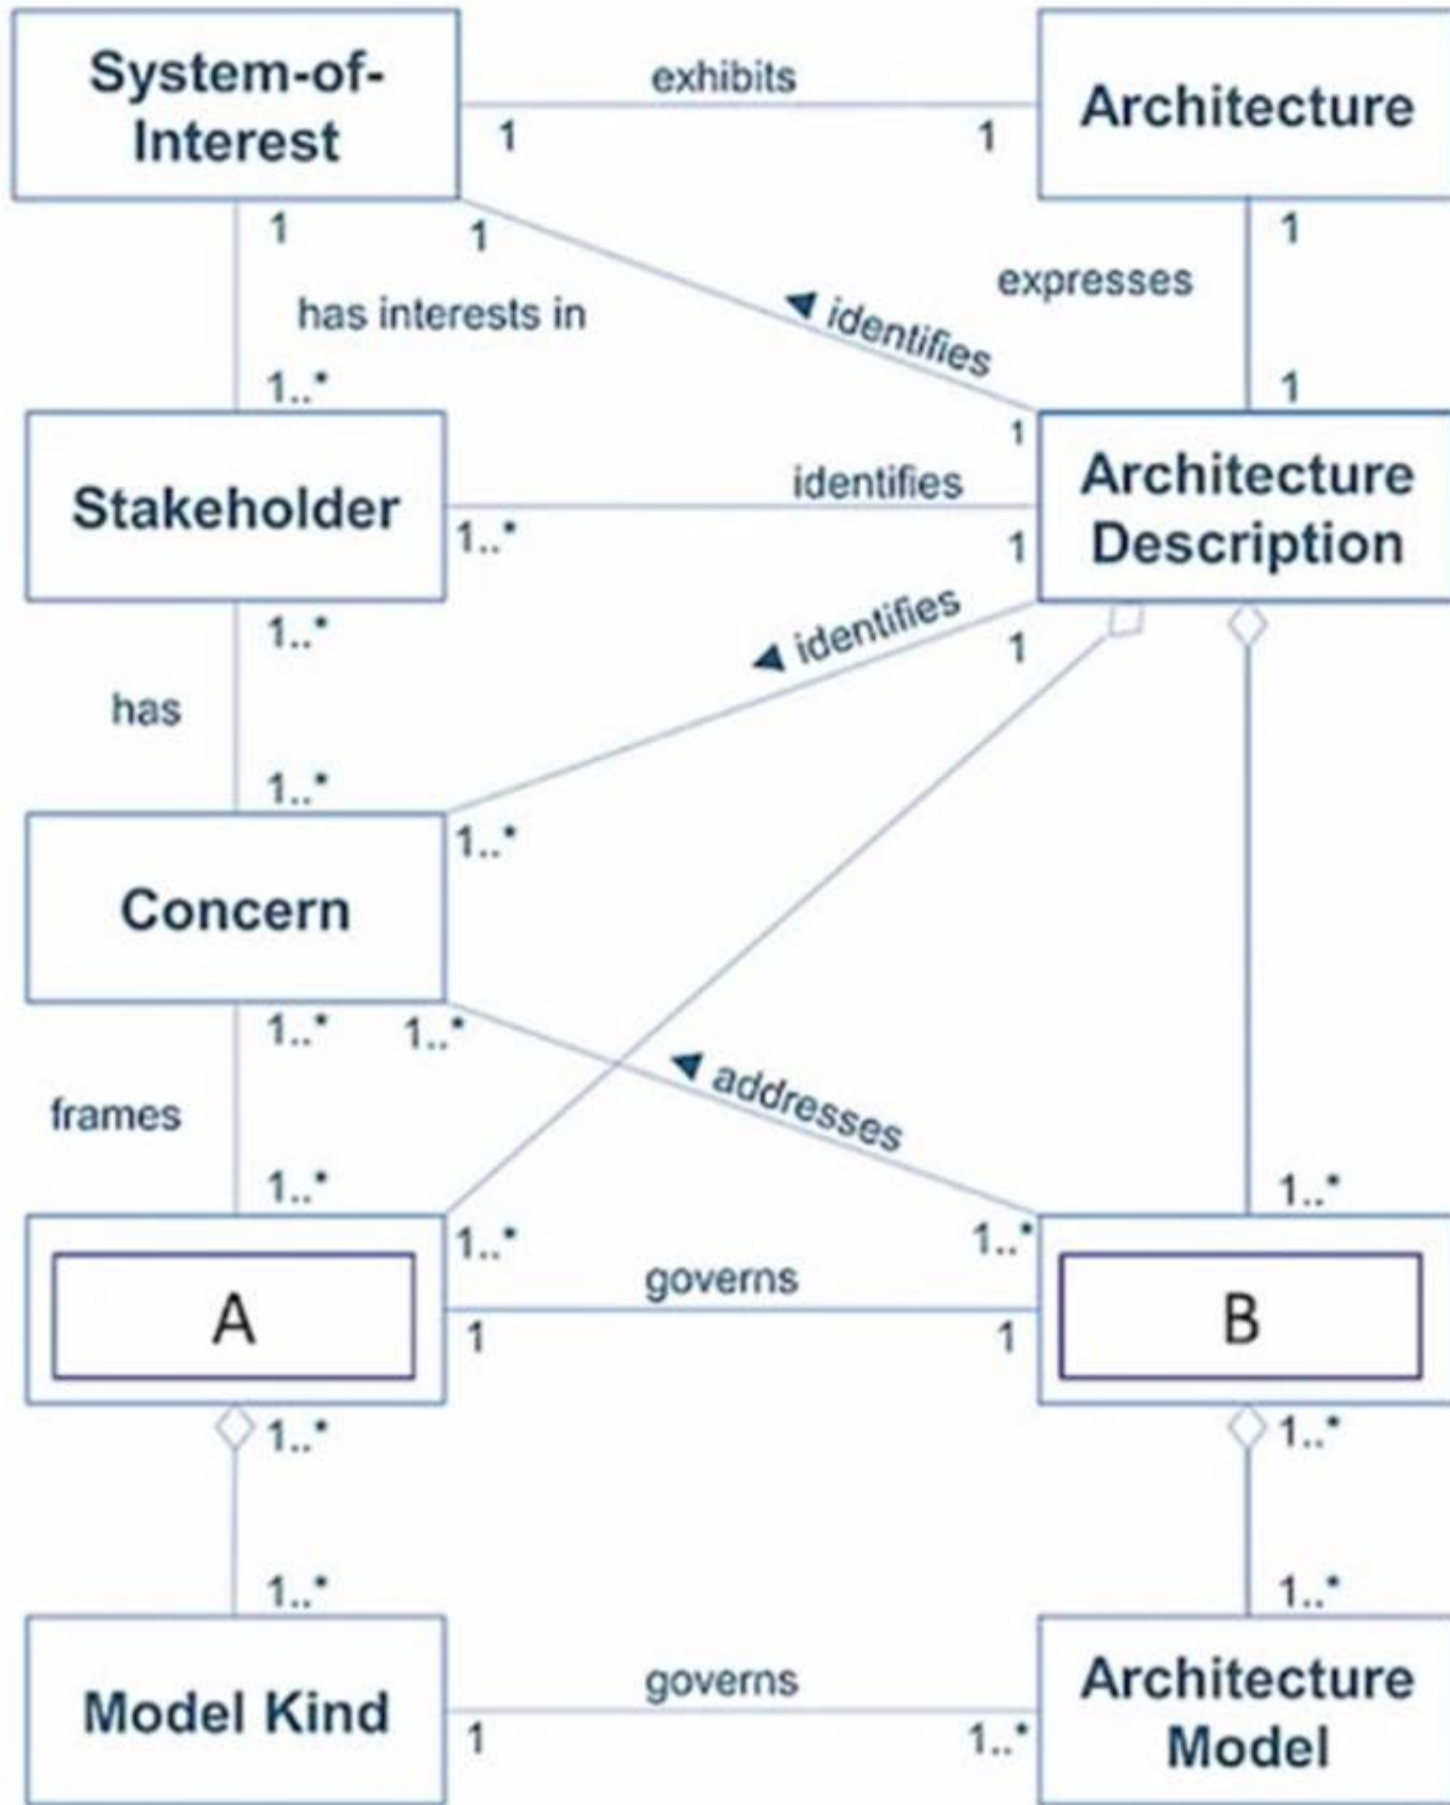 System-of-
Interest
exhibits
Architecture
1
1
1
1
1
has interests in
identifies
expresses
1..*
1
1
Stakeholder
identifies
Architecture
Description
1..*
1
1..*
identifies
1
has
1..*
1..*
Concern
1..*
1..*
addresses
frames
1..*
1..*
1..*
1..*
governs
A
B
1
1
1..*
1..*
1..*
1..*
Model Kind
governs
Architecture
Model
1
1..*